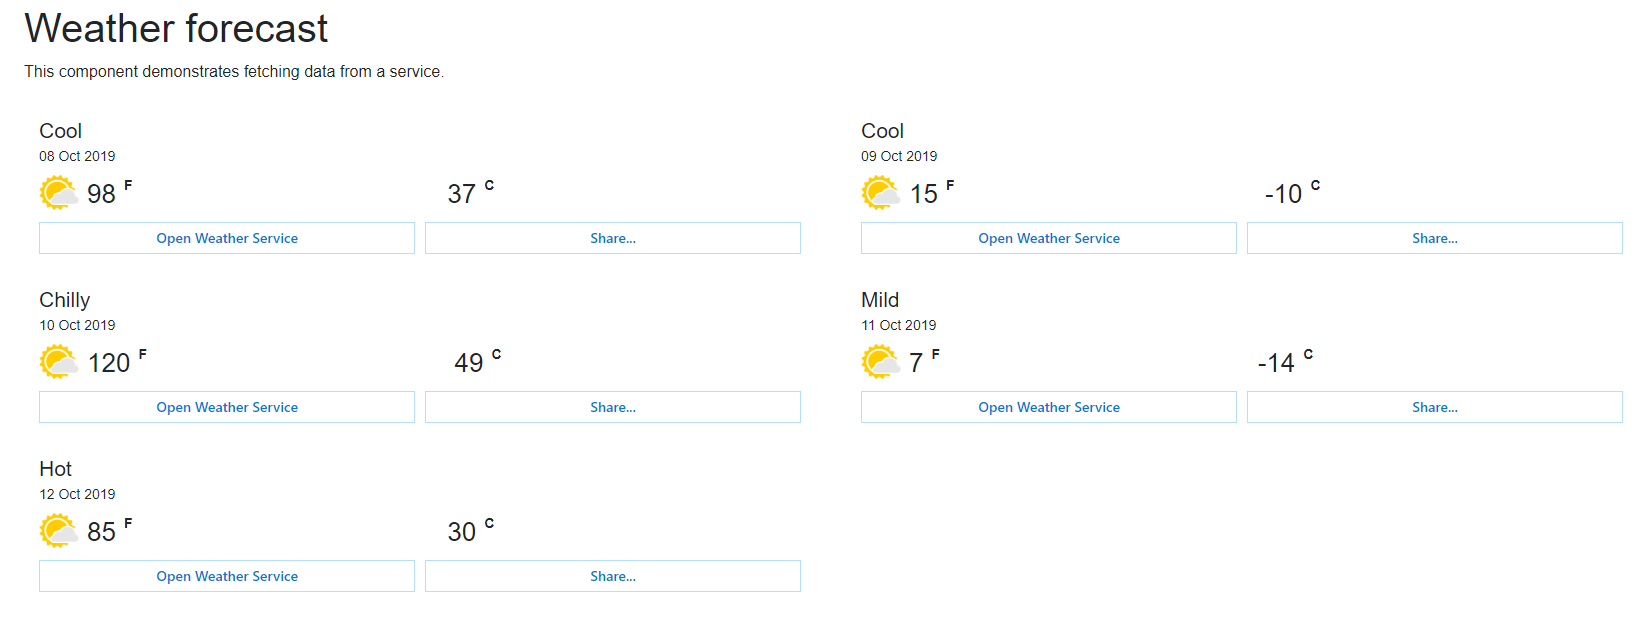 Weather forecast
This component demonstrates fetching data from a service.
Cool
08 Oct 2019
98 F 37 C
Open Weather Service Share...
Cool
09 Oct 2019
15 F -10 C
Open Weather Service Share...
Chilly
10 Oct 2019
120 F 49 C
Open Weather Service Share...
Mild
11 Oct 2019
7 F -14 C
Open Weather Service Share...
Hot
12 Oct 2019
85 F 30 C
Open Weather Service Share...